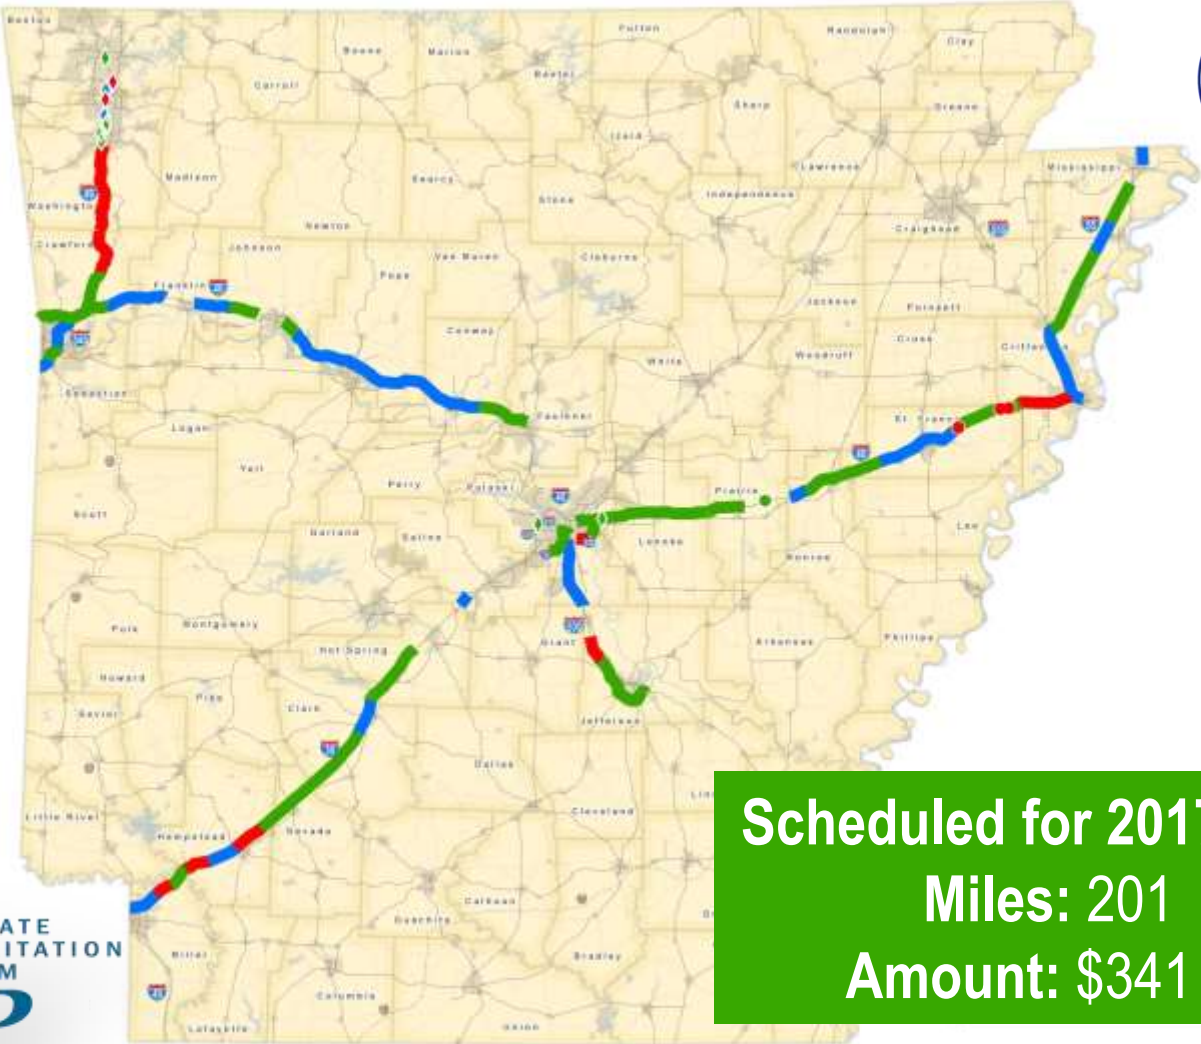 Benton
Boone
Marion
Fulton
Randolph
Clay
Carroll
Baxter
Sharp
Greene
Izard
Lawrence
Mississippi
Madison
Searcy
Stone
Independence
Washington
Newton
Craighead
Crawford
Johnson
Van Buren
Cleburne
Franklin
Pope
Jackson
Poinsett
Conway
White
Woodruff
Cross
Crittenden
Sebastian
Logan
Faulkner
St. Francis
Yell
Perry
Pulaski
Prairie
Scott
Garland
Saline
Lonoke
Lee
Monroe
Polk
Montgomery
Hot Spring
Grant
Arkansas
Phillips
Howard
Pike
Clark
Sevier
Jefferson
Dallas
Little River
Hempstead
Nevada
Cleveland
Calhoun
Ouachita
Miller
Bradley
Columbia
Lafayette
Union
Scheduled for 2017
Miles: 201
Amount: $341
ATE
ITATION
M